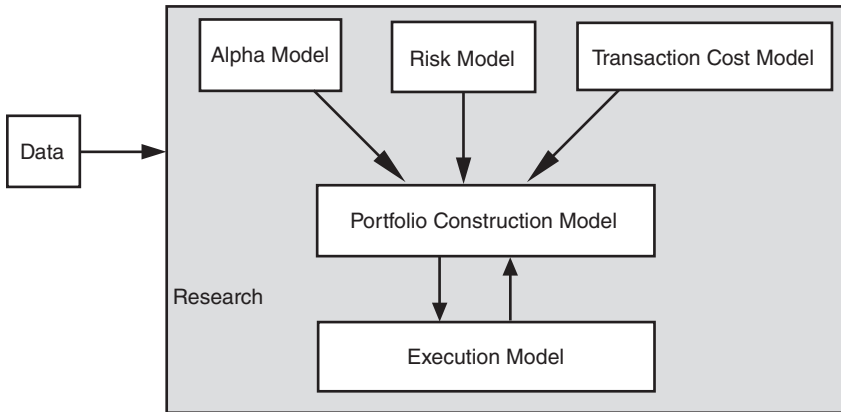 Alpha Model
Risk Model
Transaction Cost Model
Data
Portfolio Construction Model
Research
Execution Model